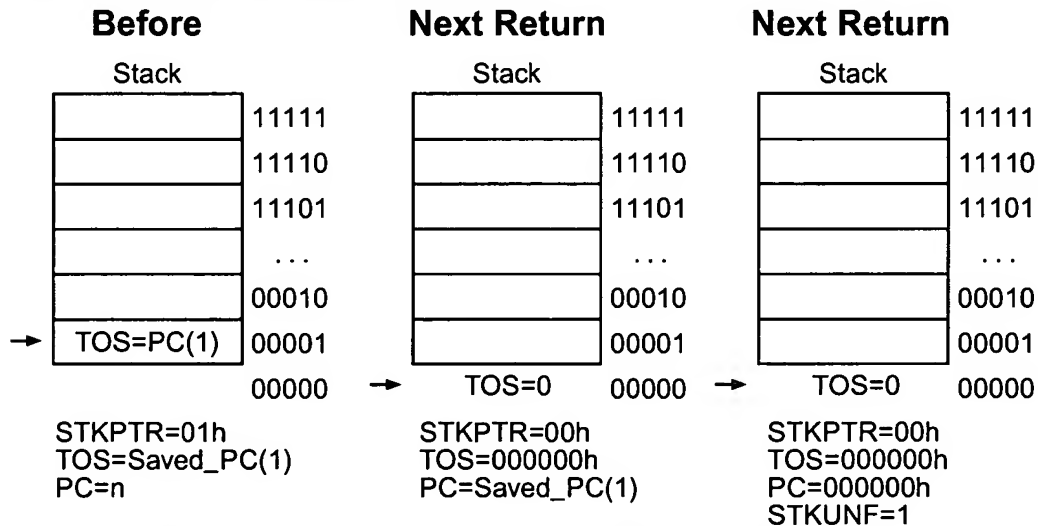 Before
Stack
11111
11110
11101
...
00010
TOS=PC(1) 00001
00000
STKPTR=01h
TOS=Saved_PC(1)
PC=n
Next Return
Stack
11111
11110
11101
...
00010
00001
TOS=0 00000
STKPTR=00h
TOS=000000h
PC=Saved_PC(1)
Next Return
Stack
11111
11110
11101
...
00010
00001
TOS=0 00000
STKPTR=00h
TOS=000000h
PC=000000h
STKUNF=1